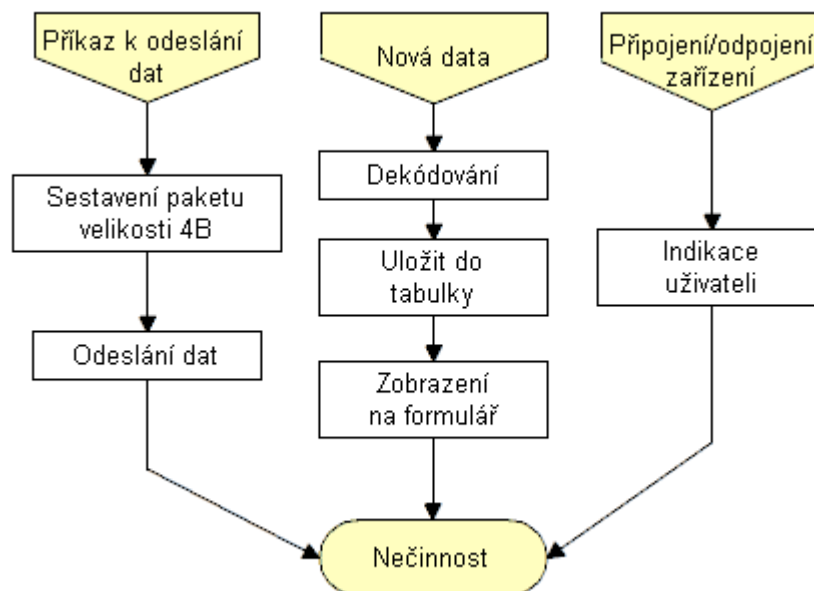 Příkaz k odeslání
dat
Nová data
Připojení/odpojení
zařízení
Sestavení paketu
velikosti 4B
Dekódování
Uložit do
tabulky
Indikace
uživateli
Odeslání dat
Zobrazení
na formulář
Nečinnost